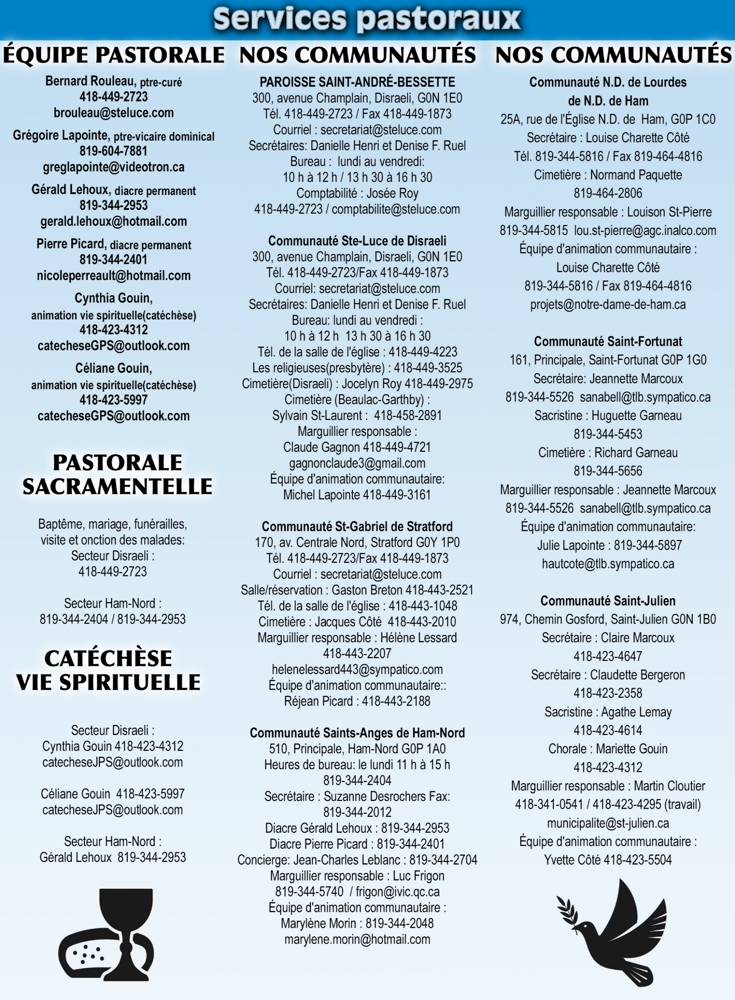 Services pastoraux
ÉQUIPE PASTORALE
Bernard Rouleau, ptre-curé
418-449-2723
brouleau@steluce.com
Grégoire Lapointe, ptre-vicaire dominical
819-604-7881
greglapointe@videotron.ca
Gérald Lehoux, diacre permanent
819-344-2953
gerald.lehoux@hotmail.com
Pierre Picard, diacre permanent
819-344-2401
nicoleperreault@hotmail.com
Cynthia Gouin,
animation vie spirituelle(catéchèse)
418-423-4312
catecheseGPS@outlook.com
Céliane Gouin,
animation vie spirituelle(catéchèse)
418-423-5997
catecheseGPS@outlook.com
PASTORALE
SACRAMENTELLE
Baptême, mariage, funérailles,
visite et onction des malades:
Secteur Disraeli :
418-449-2723
Secteur Ham-Nord :
819-344-2404 / 819-344-2953
CATÉCHÈSE
VIE SPIRITUELLE
Secteur Disraeli :
Cynthia Gouin 418-423-4312
catecheseJPS@outlook.com
Céliane Gouin 418-423-5997
catecheseJPS@outlook.com
Secteur Ham-Nord :
Gérald Lehoux 819-344-2953
NOS COMMUNAUTÉS
PAROISSE SAINT-ANDRÉ-BESSETTE
300, avenue Champlain, Disraeli, G0N 1E0
Tél. 418-449-2723 / Fax 418-449-1873
Courriel : secretariat@steluce.com
Secrétaires: Danielle Henri et Denise F. Ruel
Bureau : lundi au vendredi:
10 h à 12 h / 13 h 30 à 16 h 30
Comptabilité : Josée Roy
418-449-2723 / comptabilite@steluce.com
Communauté Ste-Luce de Disraeli
300, avenue Champlain, Disraeli, G0N 1E0
Tél. 418-449-2723/Fax 418-449-1873
Courriel: secretariat@steluce.com
Secrétaires: Danielle Henri et Denise F. Ruel
Bureau: lundi au vendredi :
10 h à 12 h 13 h 30 à 16 h 30
Tél. de la salle de l'église : 418-449-4223
Les religieuses(presbytère) : 418-449-3525
Cimetière(Disraeli) : Jocelyn Roy 418-449-2975
Cimetière (Beaulac-Garthby) :
Sylvain St-Laurent : 418-458-2891
Marguillier responsable :
Claude Gagnon 418-449-4721
gagnonclaude3@gmail.com
Équipe d'animation communautaire:
Michel Lapointe 418-449-3161
Communauté St-Gabriel de Stratford
170, av. Centrale Nord, Stratford G0Y 1P0
Tél. 418-449-2723/Fax 418-449-1873
Courriel : secretariat@steluce.com
Salle/réservation : Gaston Breton 418-443-2521
Tél. de la salle de l'église : 418-443-1048
Cimetière : Jacques Côté 418-443-2010
Marguillier responsable : Hélène Lessard
418-443-2207
helenelessard443@sympatico.com
Équipe d'animation communautaire::
Réjean Picard : 418-443-2188
Communauté Saints-Anges de Ham-Nord
510, Principale, Ham-Nord G0P 1A0
Heures de bureau: le lundi 11 h à 15 h
819-344-2404
Secrétaire : Suzanne Desrochers Fax:
819-344-2012
Diacre Gérald Lehoux : 819-344-2953
Diacre Pierre Picard : 819-344-2401
Concierge: Jean-Charles Leblanc : 819-344-2704
Marguillier responsable : Luc Frigon
819-344-5740 / frigon@ivic.qc.ca
Équipe d'animation communautaire :
Marylène Morin : 819-344-2048
marylene.morin@hotmail.com
NOS COMMUNAUTÉS
Communauté N.D. de Lourdes
de N.D. de Ham
25A, rue de l'Église N.D. de Ham, G0P 1C0
Secrétaire : Louise Charette Côté
Tél. 819-344-5816 / Fax 819-464-4816
Cimetière : Normand Paquette
819-464-2806
Marguillier responsable : Louison St-Pierre
819-344-5815 lou.st-pierre@agc.inalco.com
Équipe d'animation communautaire :
Louise Charette Côté
819-344-5816 / Fax 819-464-4816
projets@notre-dame-de-ham.ca
Communauté Saint-Fortunat
161, Principale, Saint-Fortunat G0P 1G0
Secrétaire: Jeannette Marcoux
819-344-5526 sanabell@tlb.sympatico.ca
Sacristine : Huguette Garneau
819-344-5453
Cimetière : Richard Garneau
819-344-5656
Marguillier responsable : Jeannette Marcoux
819-344-5526 sanabell@tlb.sympatico.ca
Équipe d'animation communautaire:
Julie Lapointe : 819-344-5897
hautcote@tlb.sympatico.ca
Communauté Saint-Julien
974, Chemin Gosford, Saint-Julien G0N 1B0
Secrétaire : Claire Marcoux
418-423-4647
Secrétaire : Claudette Bergeron
418-423-2358
Sacristine : Agathe Lemay
418-423-4614
Chorale : Mariette Gouin
418-423-4312
Marguillier responsable : Martin Cloutier
418-341-0541 / 418-423-4295 (travail)
municipalite@st-julien.ca
Équipe d'animation communautaire :
Yvette Côté 418-423-5504